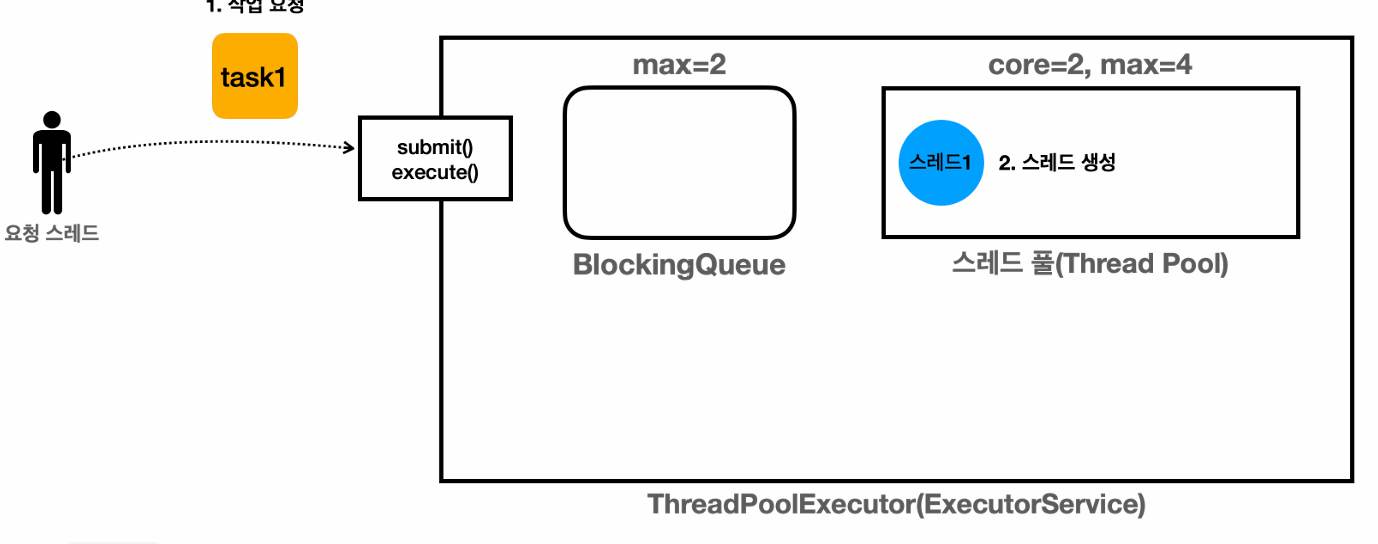 1. 작업 요청
task1
max=2
core=2, max=4
submit()
execute()
스레드1
2. 스레드 생성
요청 스레드
BlockingQueue
스레드 풀(Thread Pool)
ThreadPoolExecutor(ExecutorService)